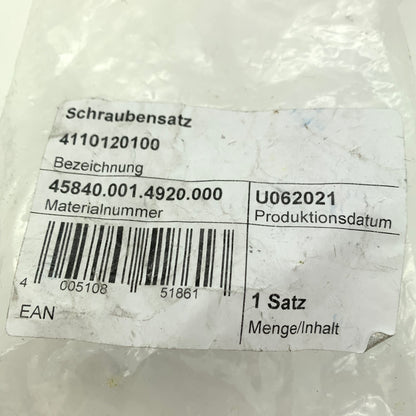 Schraubensatz
4110120100
Bezeichnung
45840.001.4920.000
Materialnummer
U062021
Produktionsdatum
4 005108 51861
EAN
1 Satz
Menge/Inhalt